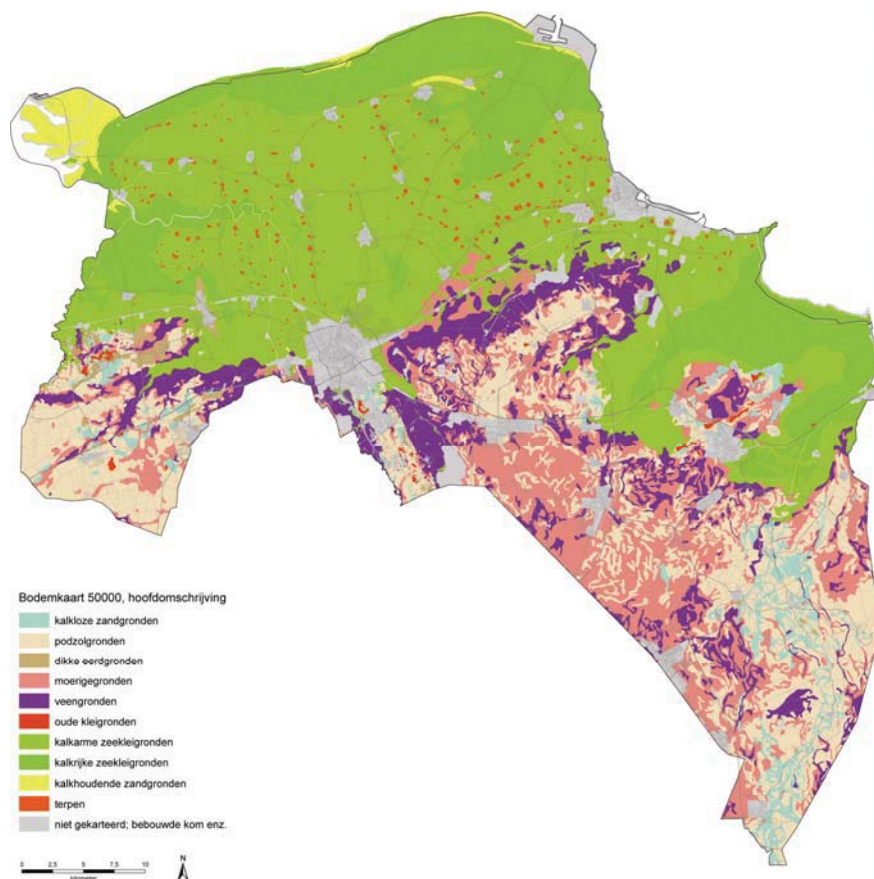 Bodemkaart 50000, hoofdomschrijving
kalkloze zandgronden
podzolgronden
dikke eerdgronden
moerigegronden
veengronden
oude kleigronden
kalkarme zeekleigronden
kalkrijke zeekleigronden
kalkhoudende zandgronden
terpen
niet gekarteerd; bebouwde kom enz.
0 2,5 5 7,5 10 N
kilometer